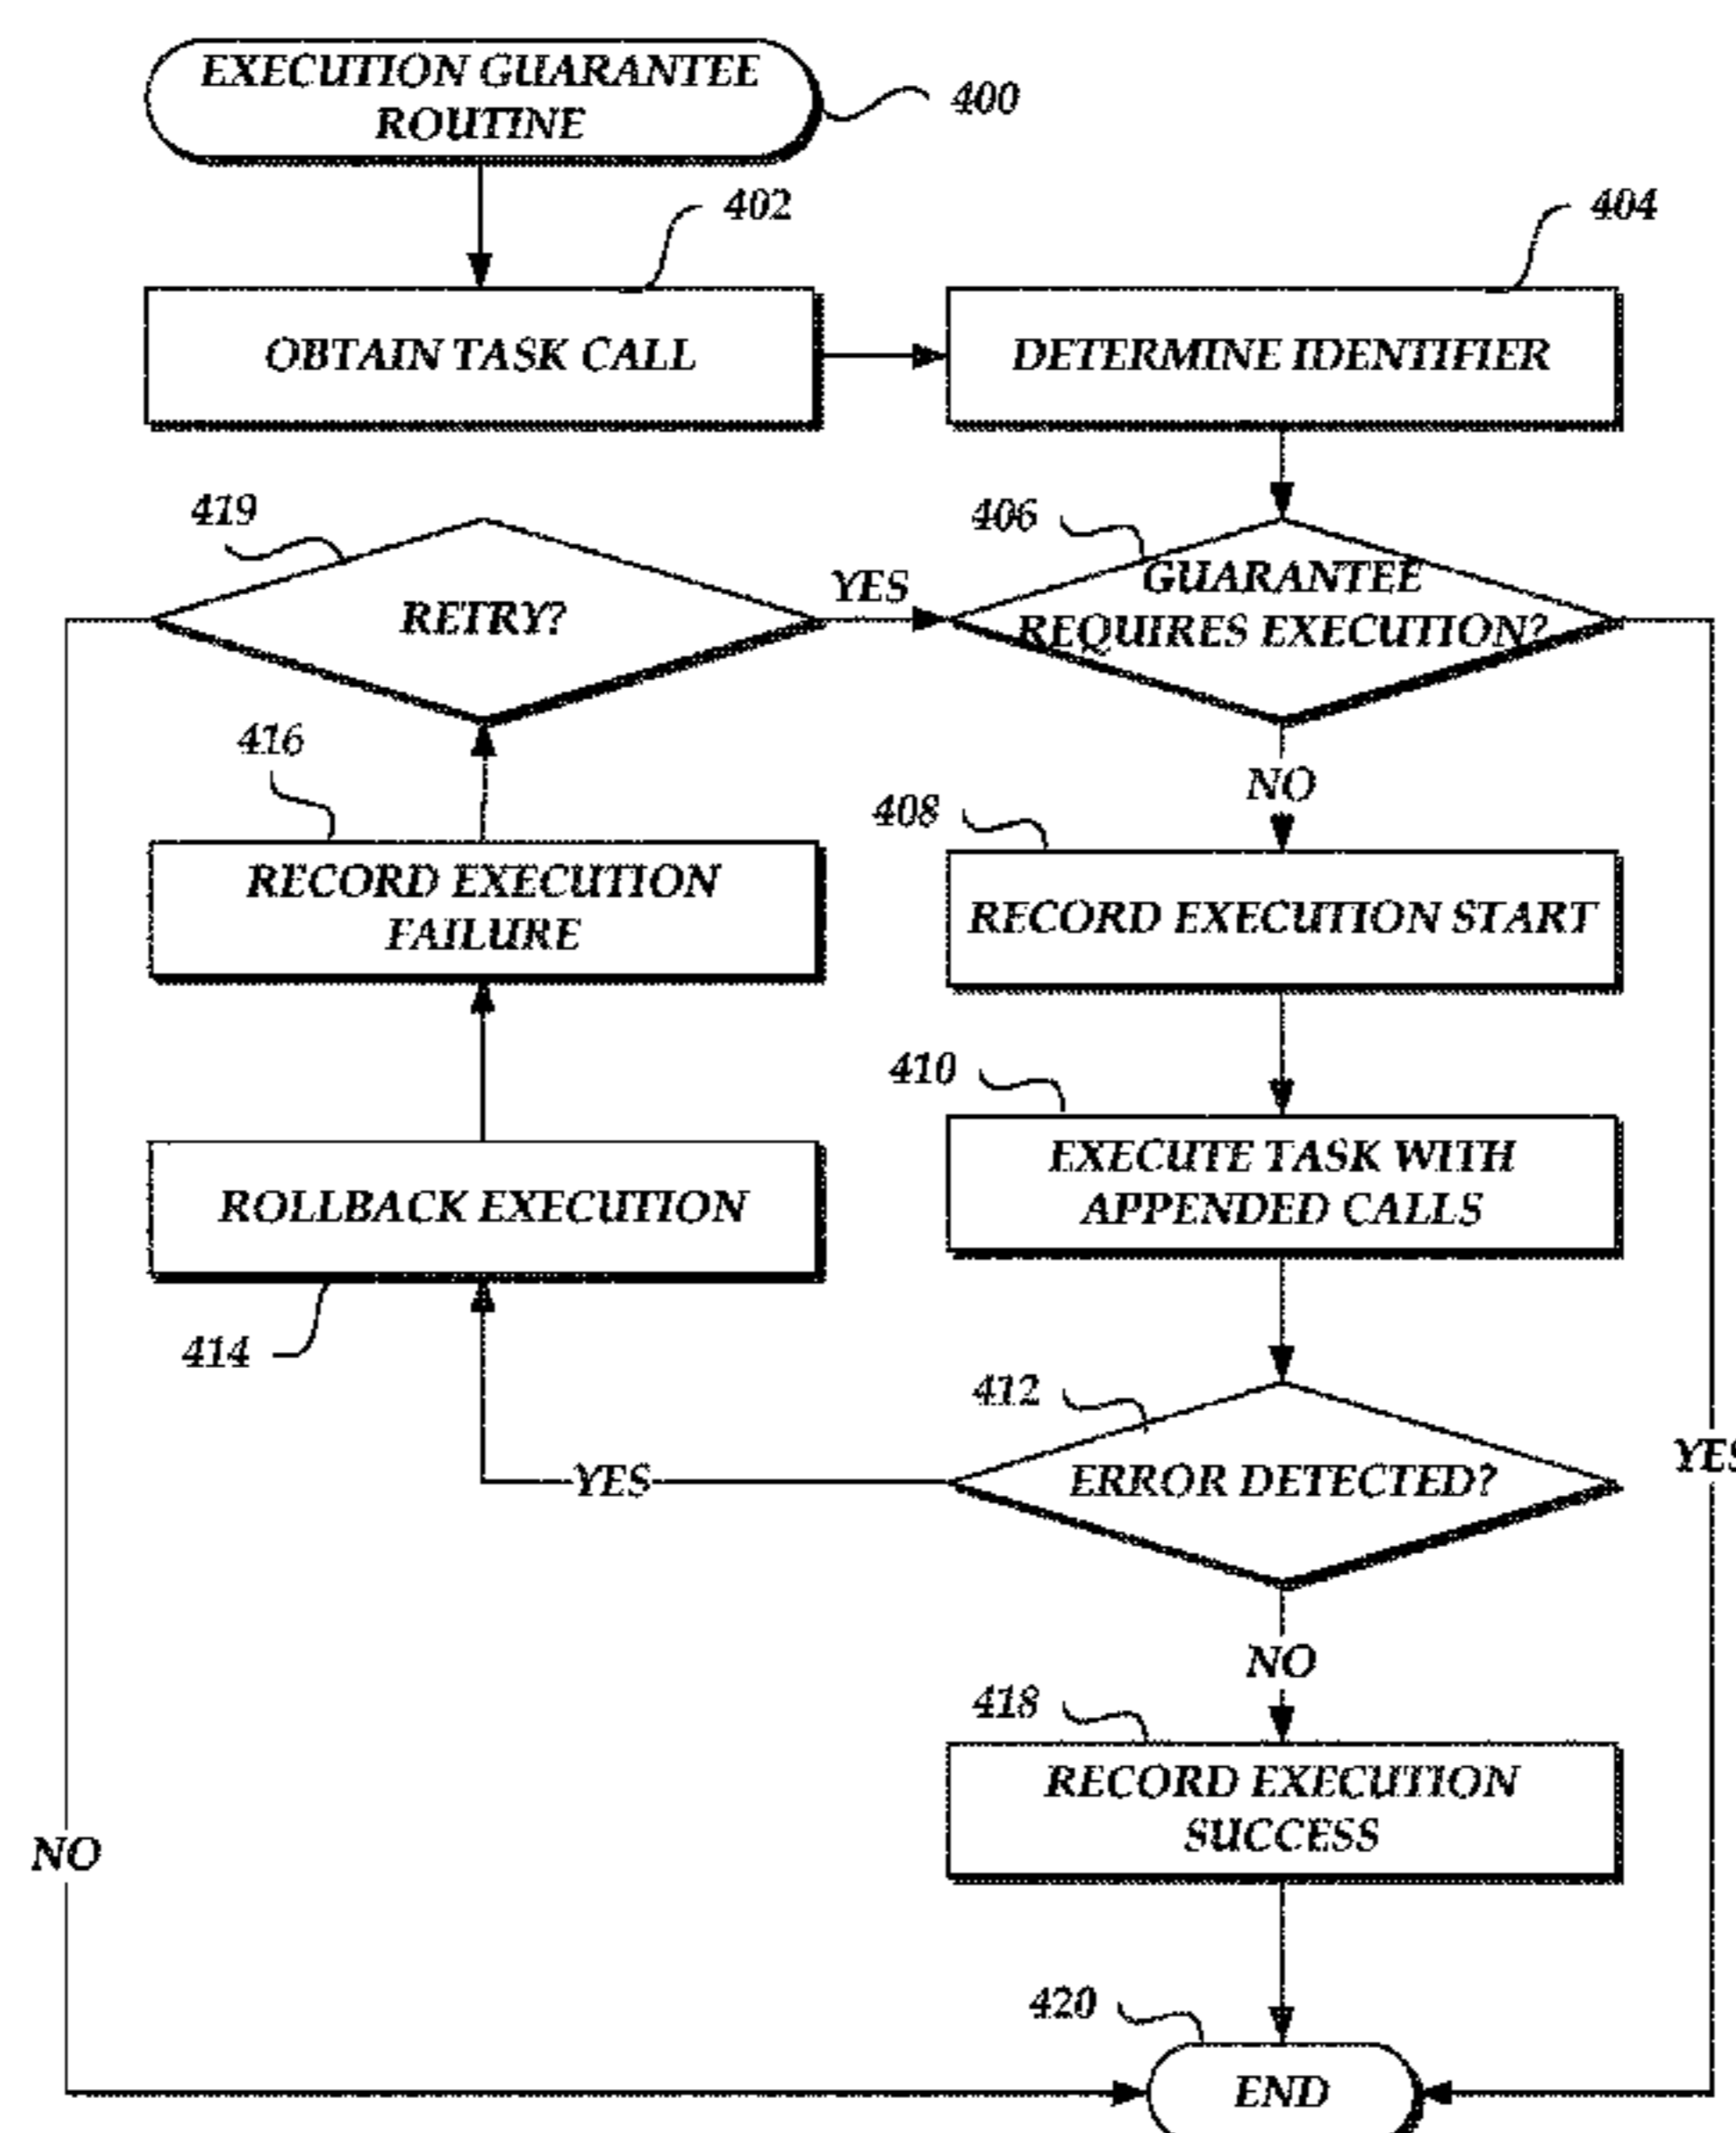 EXECUTION GUARANTEE
ROUTINE
400
402
404
OBTAIN TASK CALL
DETERMINE IDENTIFIER
419
406
RETRY?
YES
GUARANTEE
REQUIRES EXECUTION?
416
NO
408
RECORD EXECUTION
FAILURE
RECORD EXECUTION START
410
ROLLBACK EXECUTION
EXECUTE TASK WITH
APPENDED CALLS
414
412
YES
ERROR DETECTED?
YES
NO
418
RECORD EXECUTION
SUCCESS
NO
420
END